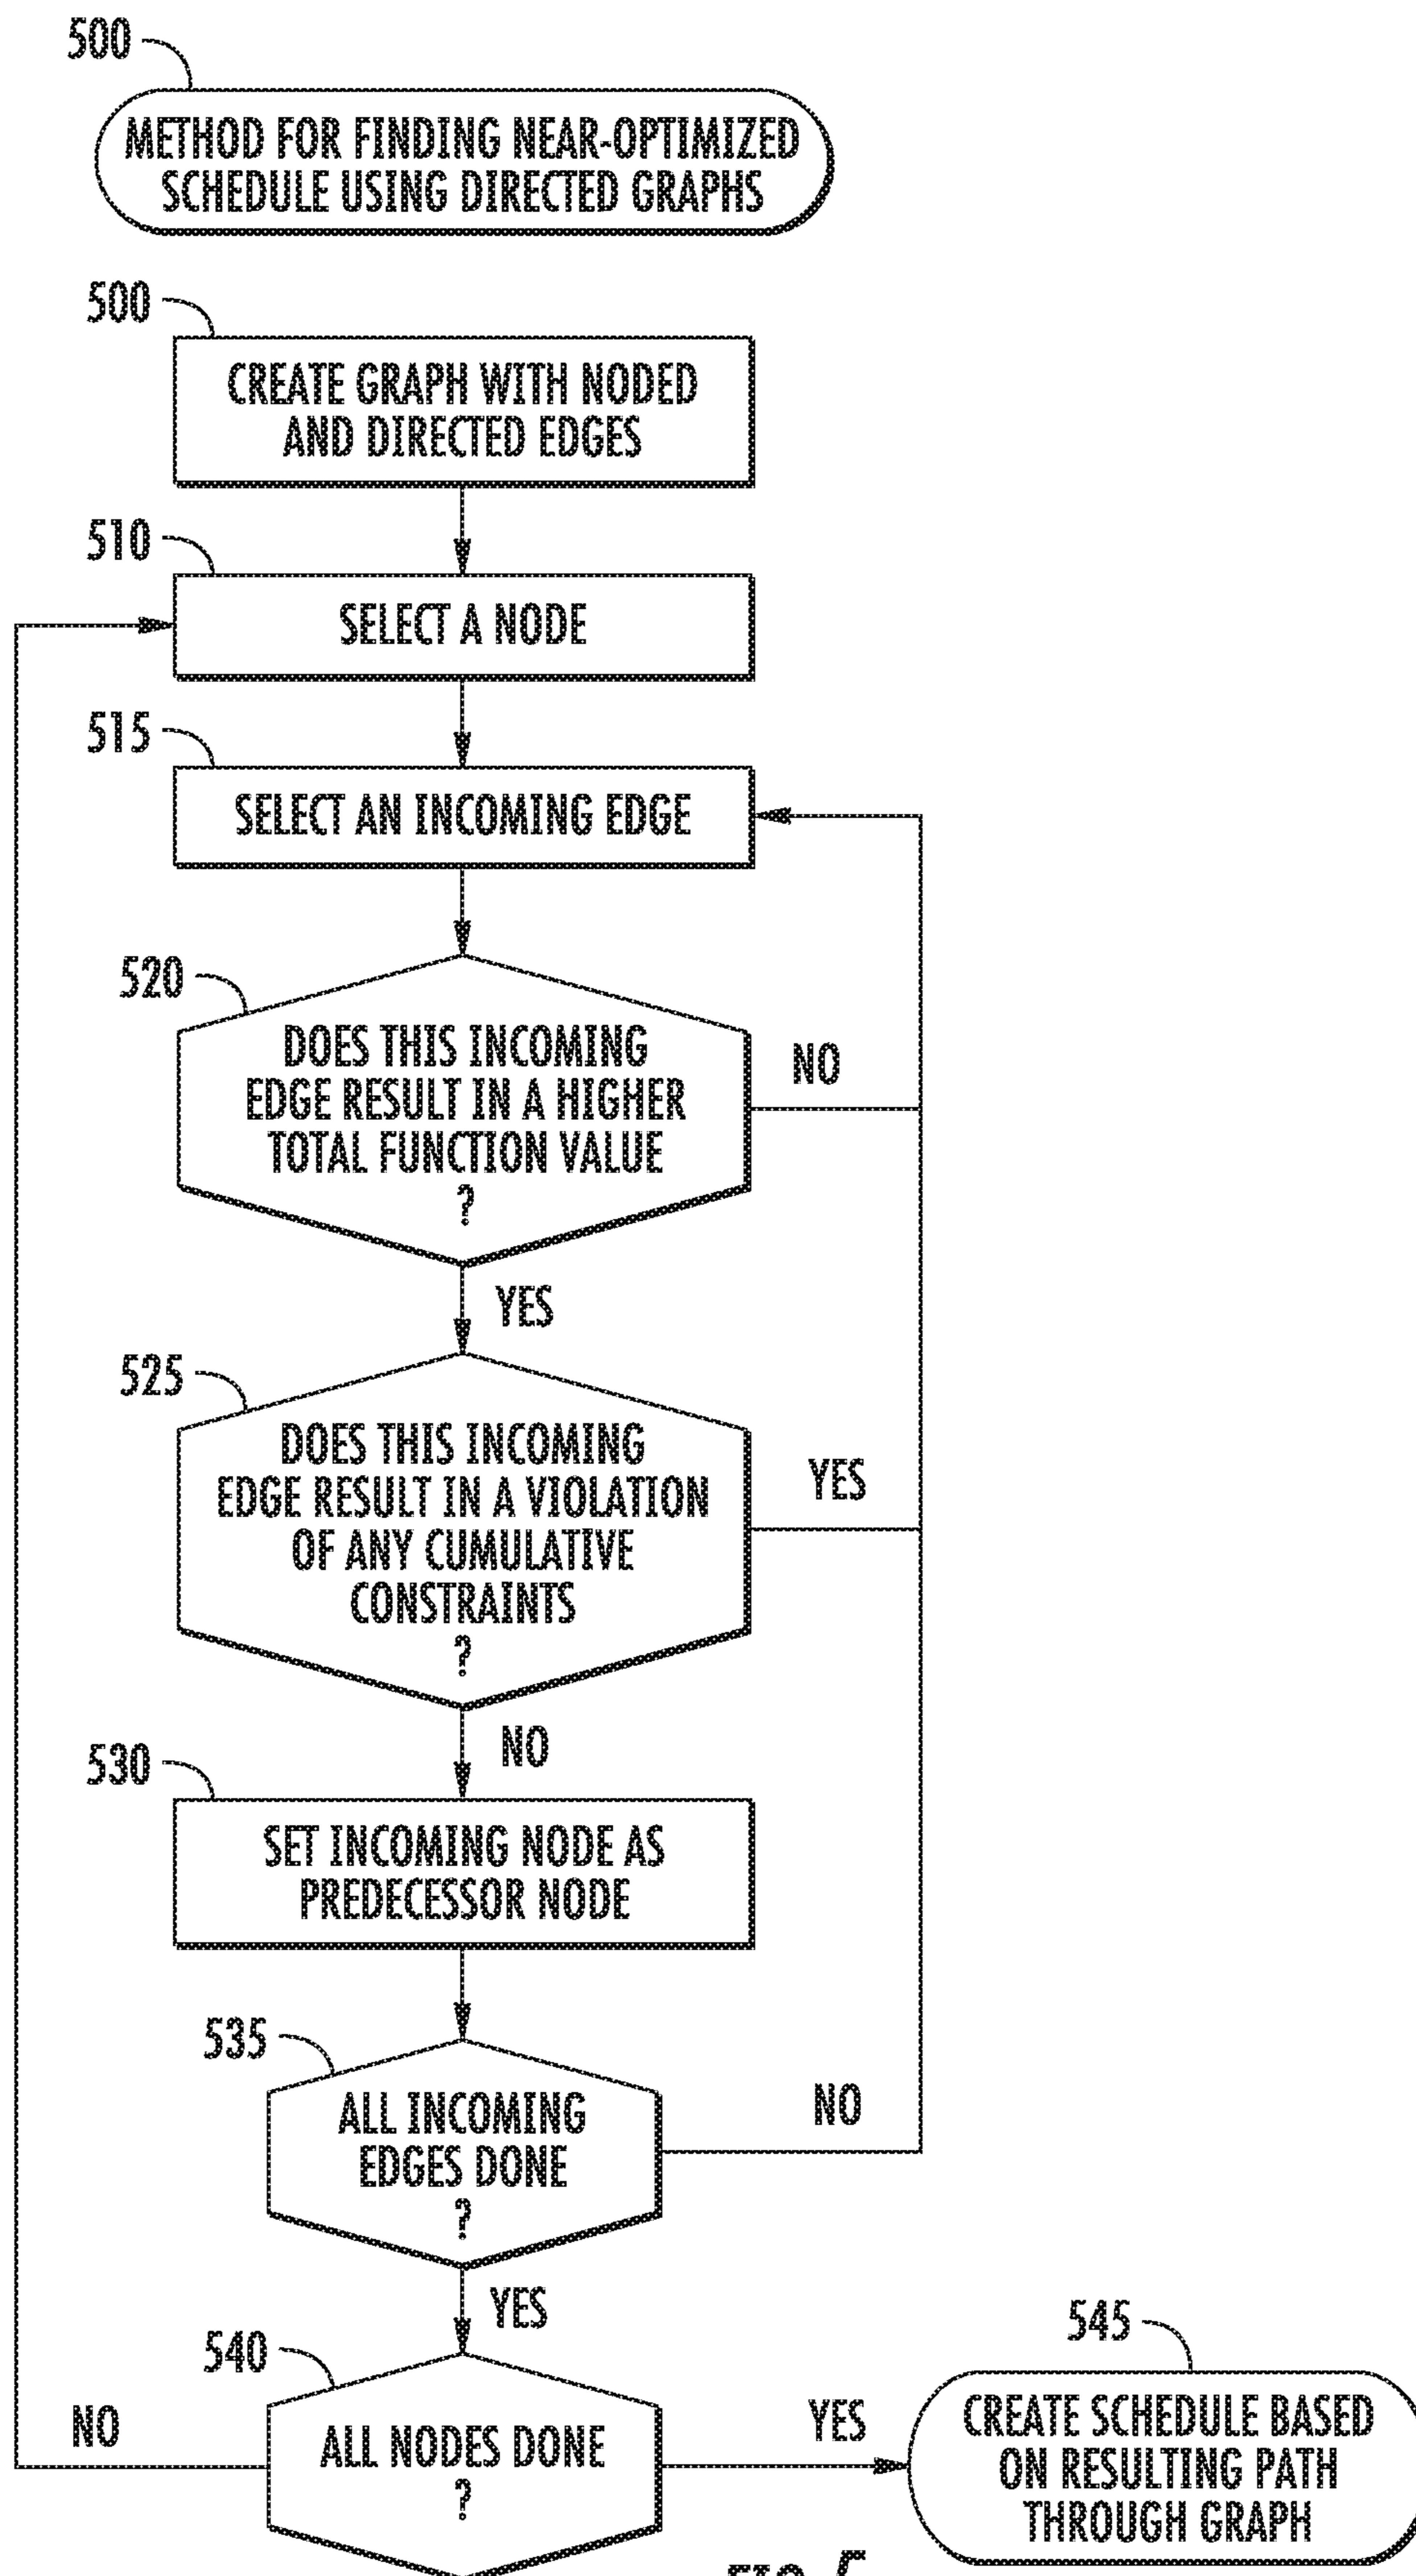 500
METHOD FOR FINDING NEAR-OPTIMIZED
SCHEDULE USING DIRECTED GRAPHS
500
CREATE GRAPH WITH NODED
AND DIRECTED EDGES
510
SELECT A NODE
515
SELECT AN INCOMING EDGE
520
DOES THIS INCOMING
EDGE RESULT IN A HIGHER
TOTAL FUNCTION VALUE
?
NO
YES
525
DOES THIS INCOMING
EDGE RESULT IN A VIOLATION
OF ANY CUMULATIVE
CONSTRAINTS
?
YES
NO
530
SET INCOMING NODE AS
PREDECESSOR NODE
535
ALL INCOMING
EDGES DONE
?
NO
YES
540
ALL NODES DONE
?
NO
YES
545
CREATE SCHEDULE BASED
ON RESULTING PATH
THROUGH GRAPH
FIG. 5